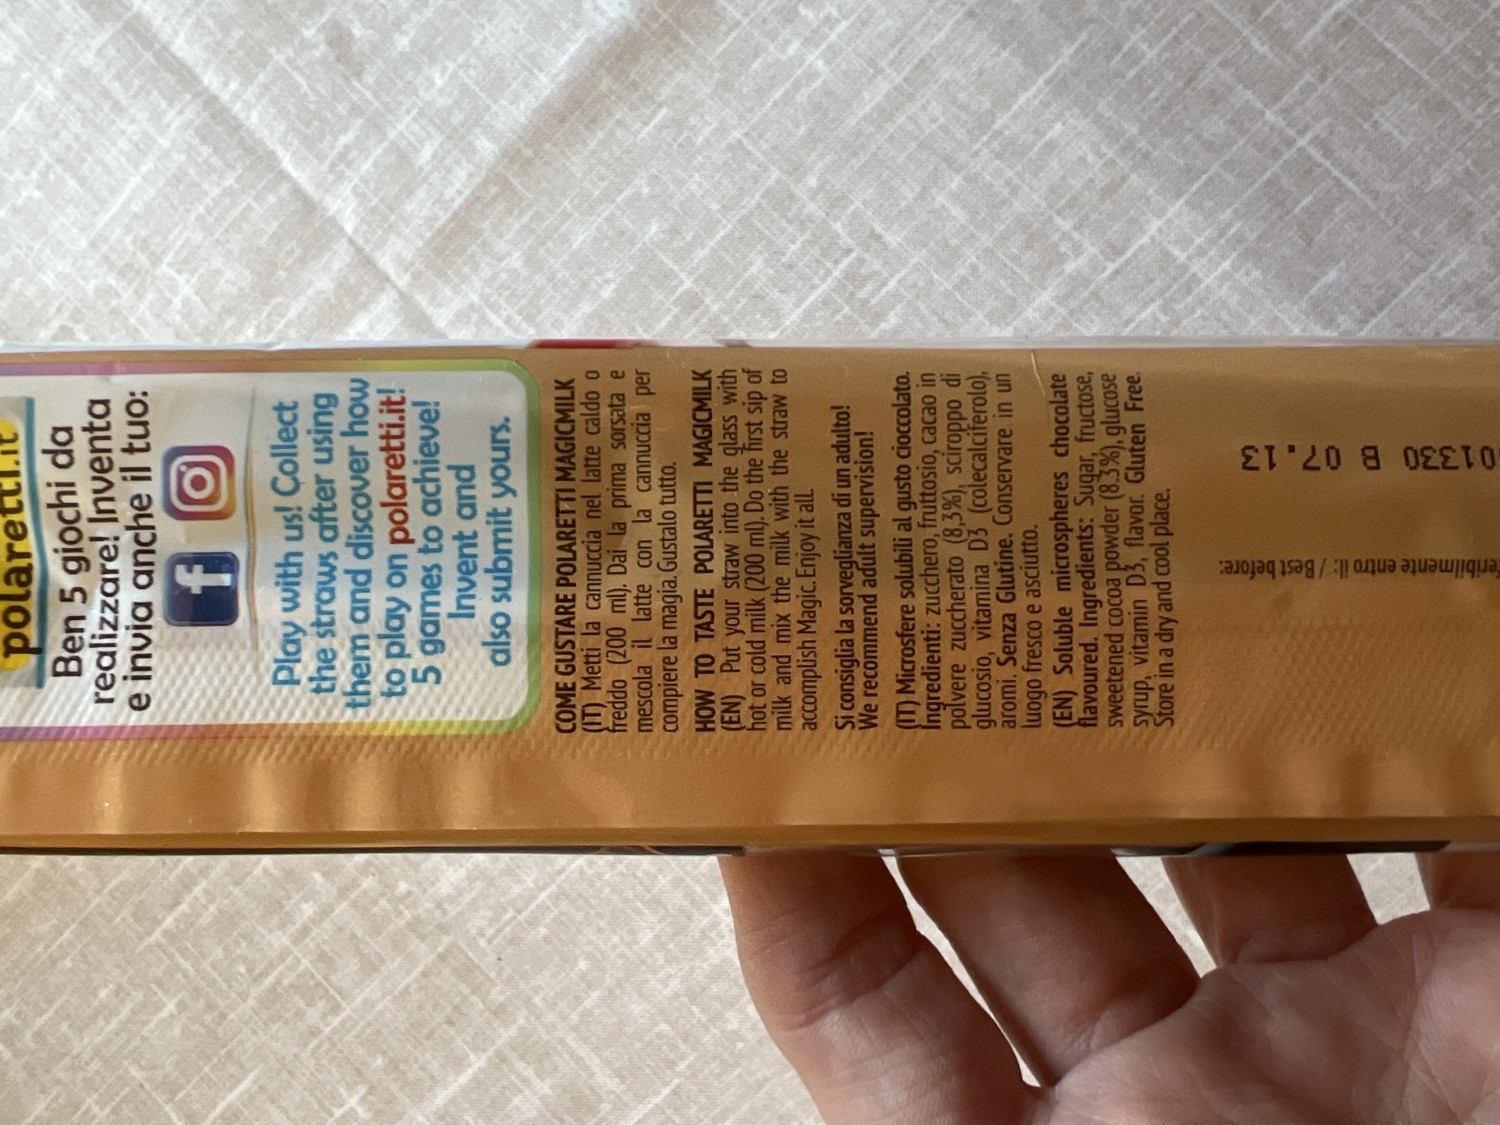 polaretti.it
Ben 5 giochi da
realizzare! Inventa
e invia anche il tuo:
f
Play with us! Collect
the straws after using
them and discover how
to play on polaretti.it!
5 games to achieve!
Invent and
also submit yours.
COME GUSTARE POLARETTI MAGICMILK
(IT) Metti la cannuccia nel latte caldo o
freddo (200 ml). Dai la prima sorsata e
mescola il latte con la cannuccia per
compiere la magia. Gustalo tutto.
HOW TO TASTE POLARETTI MAGICMILK
(EN) Put your straw into the glass with
hot or cold milk (200 ml). Do the first sip of
milk and mix the milk with the straw to
accomplish Magic. Enjoy it all.
Si consiglia la sorveglianza di un adulto!
We recommend adult supervision!
(IT) Microsfere solubili al gusto cioccolato.
Ingredienti: zucchero, fruttosio, cacao in
polvere zuccherato (8,3%), sciroppo di
glucosio, vitamina D3 (colecalciferolo),
aromi. Senza Glutine. Conservare in un
luogo fresco e asciutto.
(EN) Soluble microspheres chocolate
flavoured. Ingredients: Sugar, fructose,
sweetened cocoa powder (8.3%), glucose
syrup, vitamin D3, flavor. Gluten Free.
Store in a dry and cool place.
entro il: / Best before:
01330 B 07.13